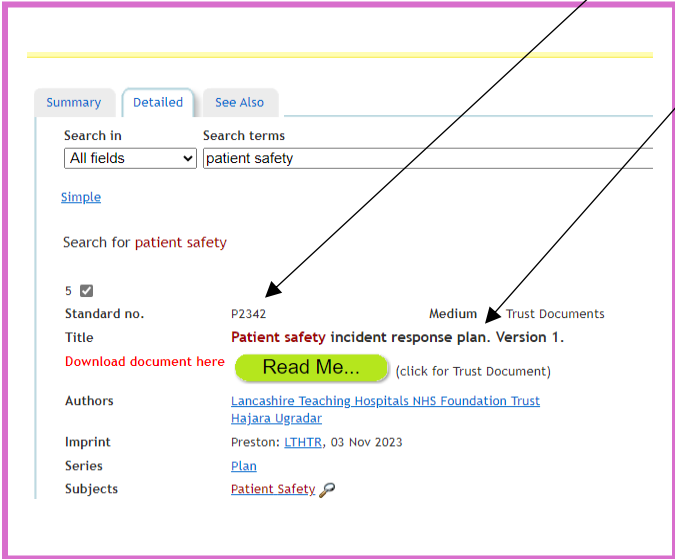 Summary Detailed See Also
Search in Search terms
All fields patient safety
Simple
Search for patient safety
5
Standard no. P2342 Medium Trust Documents
Title Patient safety incident response plan. Version 1.
Download document here Read Me... (click for Trust Document)
Authors Lancashire Teaching Hospitals NHS Foundation Trust
Hajara Ugradar
Imprint Preston: LTHTR, 03 Nov 2023
Series Plan
Subjects Patient Safety